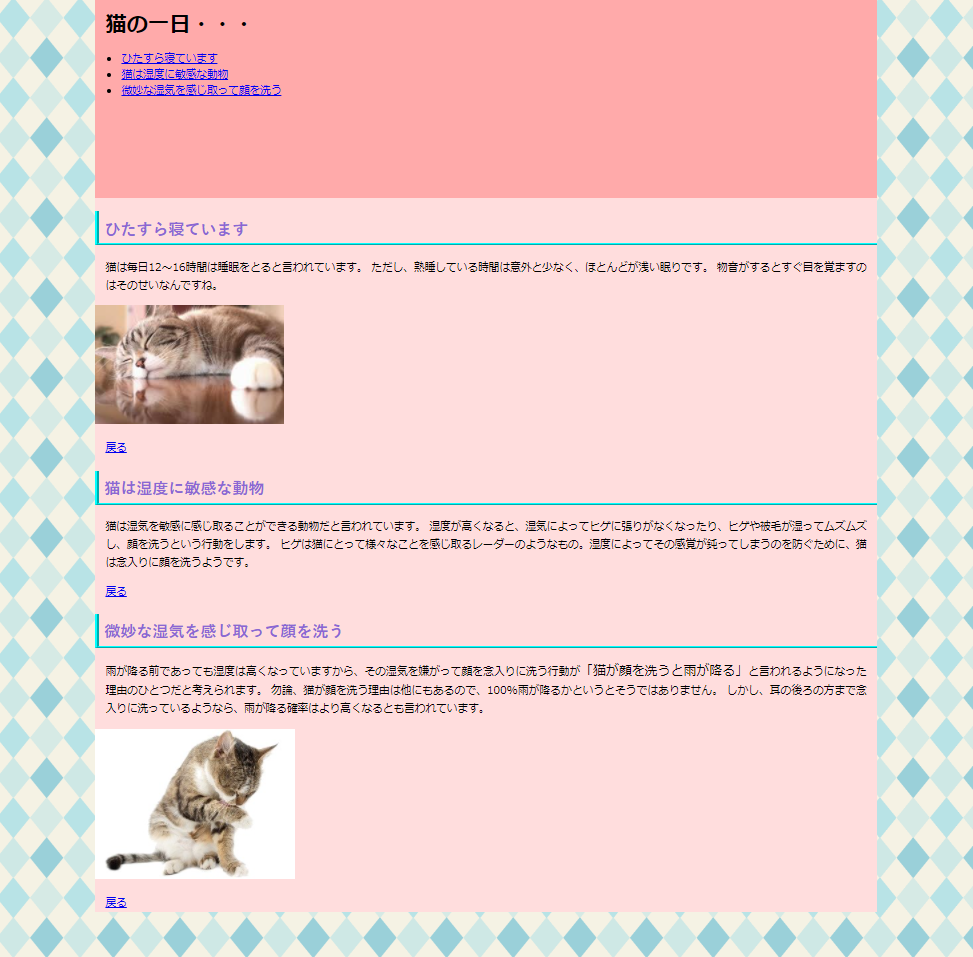 猫の一日・・・
ひたすら寝ています
猫は湿度に敏感な動物
微妙な湿気を感じ取って顔を洗う
ひたすら寝ています
猫は毎日12～16時間は睡眠をとると言われています。 ただし、熟睡している時間は意外と少なく、ほとんどが浅い眠りです。 物音がするとすぐ目を覚ますの
はそのせいなんですね。
戻る
猫は湿度に敏感な動物
猫は湿気を敏感に感じ取ることができる動物だと言われています。 湿度が高くなると、湿気によってヒゲに張りがなくなったり、ヒゲや被毛が湿ってムズムズ
し、顔を洗うという行動をします。 ヒゲは猫にとって様々なことを感じ取るレーダーのようなもの。湿度によってその感覚が鈍ってしまうのを防ぐために、猫
は念入りに顔を洗うようです。
戻る
微妙な湿気を感じ取って顔を洗う
雨が降る前であっても湿度は高くなっていますから、その湿気を嫌がって顔を念入りに洗う行動が「猫が顔を洗うと雨が降る」と言われるようになった
理由のひとつだと考えられます。 勿論、猫が顔を洗う理由は他にもあるので、100%雨が降るかというとそうではありません。 しかし、耳の後ろの方まで念
入りに洗っているようなら、雨が降る確率はより高くなるとも言われています。
戻る